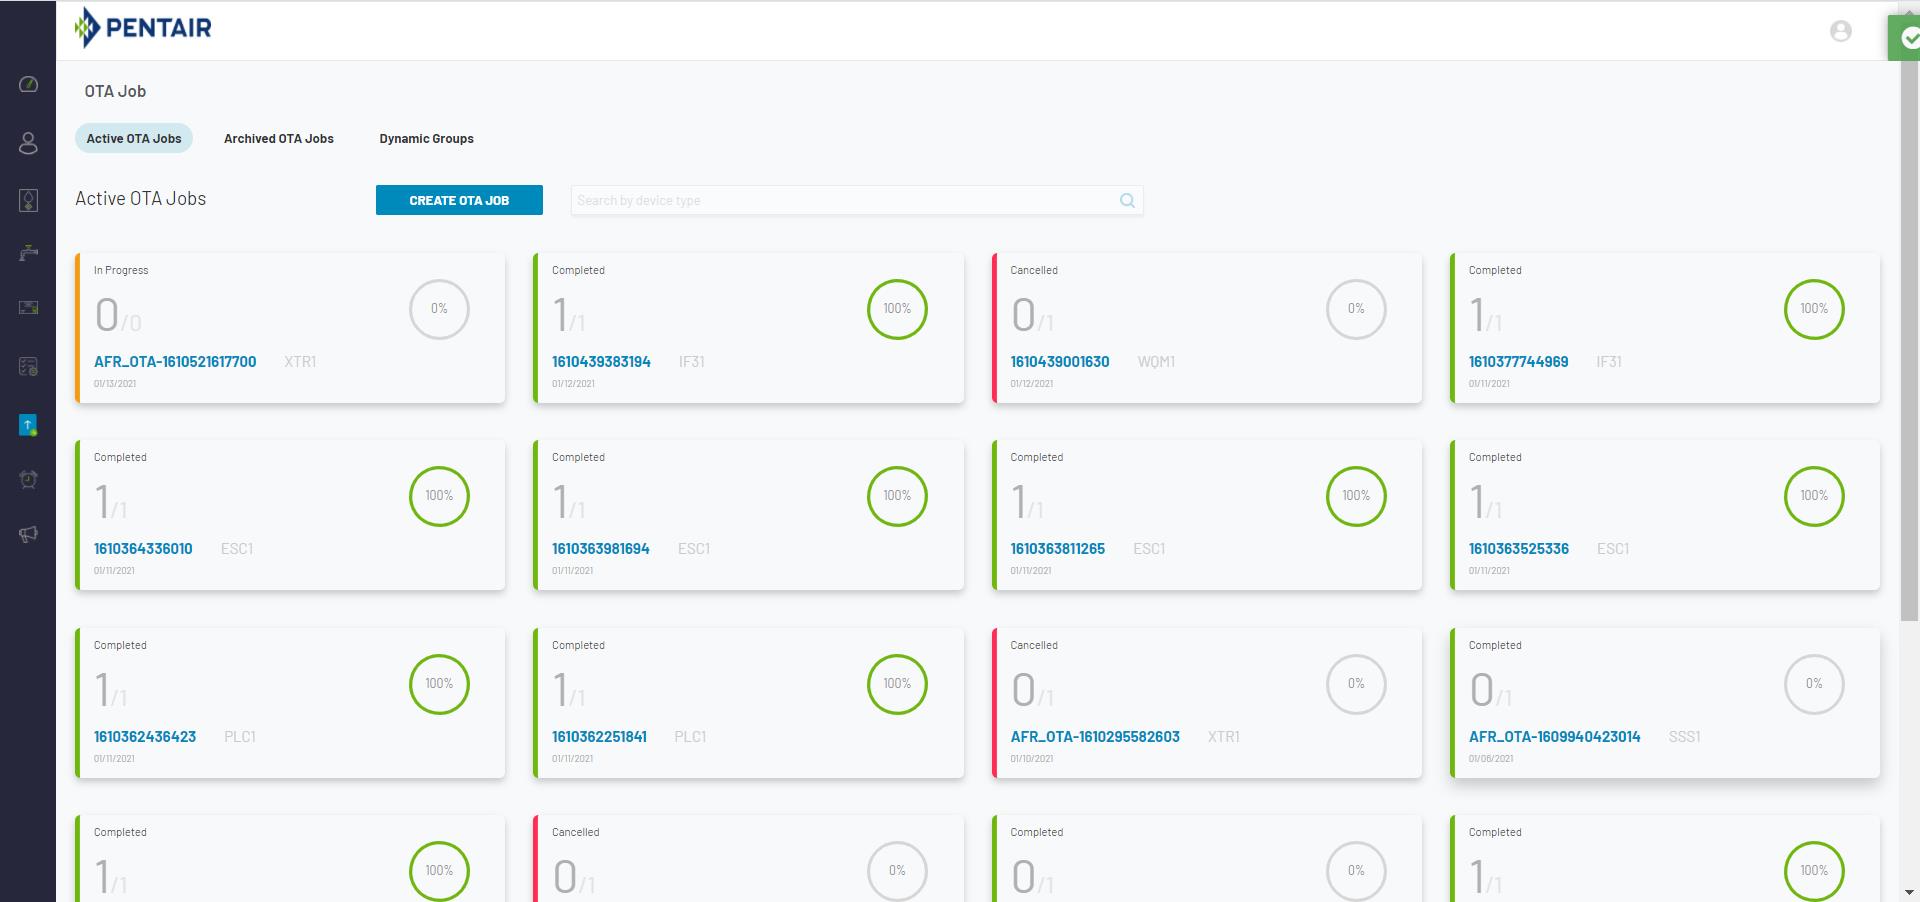 PENTAIR
OTA Job
Active OTA Jobs
Archived OTA Jobs
Dynamic Groups
Active OTA Jobs
CREATE OTA JOB
Search by device type
In Progress
0/0
0%
AFR_OTA-1610521617700 XTR1
01/13/2021
Completed
1/1
100%
1610439383194 IF31
01/12/2021
Cancelled
0/1
0%
1610439001630 WQM1
01/12/2021
Completed
1/1
100%
1610377744969 IF31
01/11/2021
Completed
1/1
100%
1610364336010 ESC1
01/11/2021
Completed
1/1
100%
1610363981694 ESC1
01/11/2021
Completed
1/1
100%
1610363811265 ESC1
01/11/2021
Completed
1/1
100%
1610363525336 ESC1
01/11/2021
Completed
1/1
100%
1610362436423 PLC1
01/11/2021
Completed
1/1
100%
1610362251841 PLC1
01/11/2021
Cancelled
0/1
0%
AFR_OTA-1610295582603 XTR1
01/10/2021
Completed
0/1
0%
AFR_OTA-1609940423014 SSS1
01/06/2021
Completed
1/1
100%
Cancelled
0/1
0%
Completed
0/1
0%
Completed
1/1
100%